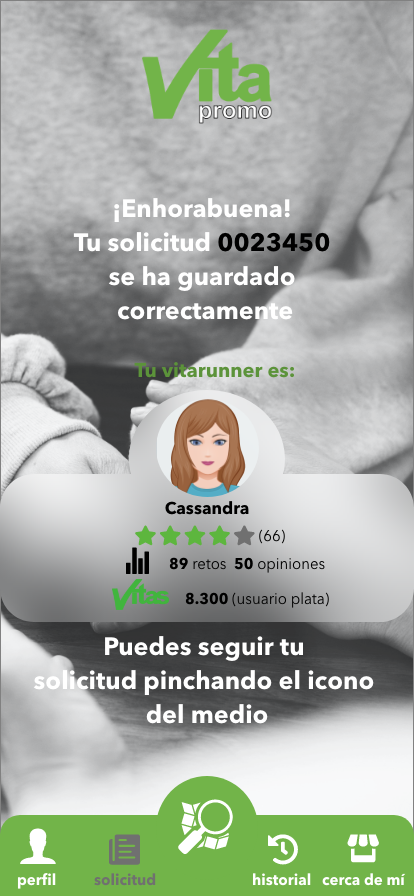 Vita
promo
¡Enhorabuena!
Tu solicitud 0023450
se ha guardado
correctamente
Tu vitarunner es:
Cassandra
(66)
89 retos 50 opiniones
Vitas 8.300 (usuario plata)
Puedes seguir tu
solicitud pinchando el icono
del medio
perfil solicitud historial cerca de mí